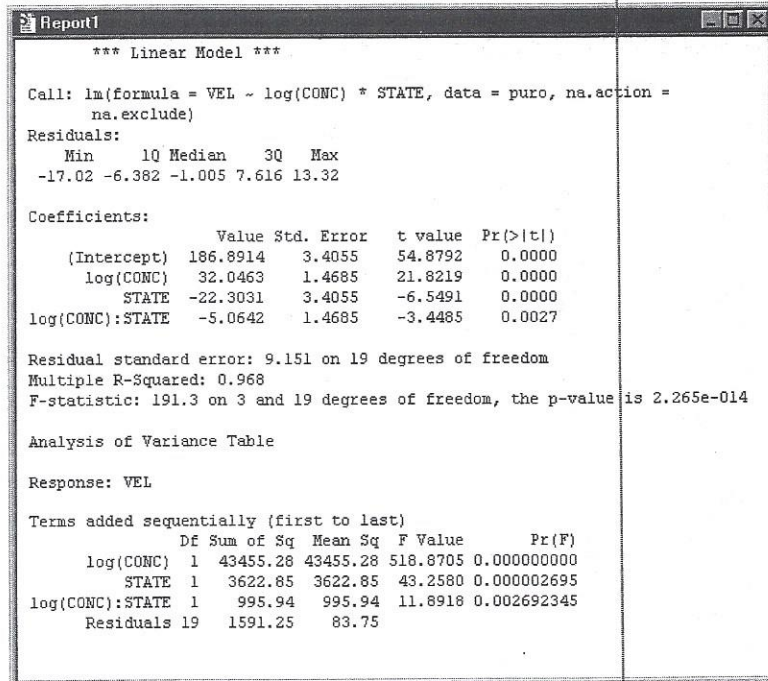 Report1
*** Linear Model ***
Call: lm(formula = VEL ~ log(CONC) * STATE, data = puro, na.action =
na.exclude)
Residuals:
Min 1Q Median 3Q Max
-17.02 -6.382 -1.005 7.616 13.32
Coefficients:
Value Std. Error t value Pr(>|t|)
(Intercept) 186.8914 3.4055 54.8792 0.0000
log(CONC) 32.0463 1.4685 21.8219 0.0000
STATE -22.3031 3.4055 -6.5491 0.0000
log(CONC):STATE -5.0642 1.4685 -3.4485 0.0027
Residual standard error: 9.151 on 19 degrees of freedom
Multiple R-Squared: 0.968
F-statistic: 191.3 on 3 and 19 degrees of freedom, the p-value is 2.265e-014
Analysis of Variance Table
Response: VEL
Terms added sequentially (first to last)
Df Sum of Sq Mean Sq F Value Pr(F)
log(CONC) 1 43455.28 43455.28 518.8705 0.000000000
STATE 1 3622.85 3622.85 43.2580 0.000002695
log(CONC):STATE 1 995.94 995.94 11.8918 0.002692345
Residuals 19 1591.25 83.75